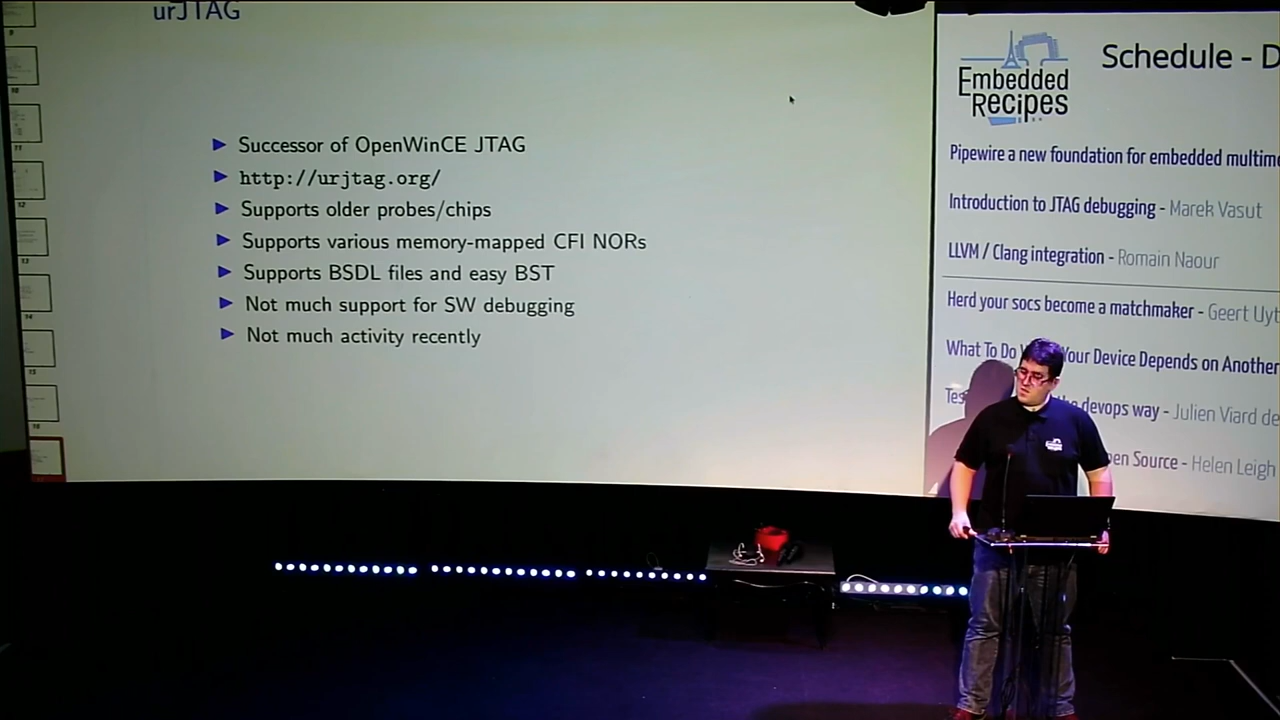 urJTAG
Successor of OpenWinCE JTAG
http://urjtag.org/
Supports older probes/chips
Supports various memory-mapped CFI NORs
Supports BSDL files and easy BST
Not much support for SW debugging
Not much activity recently
Embedded
Recipes
Schedule - D
Pipewire a new foundation for embedded multime
Introduction to JTAG debugging - Marek Vasut
LLVM / Clang integration - Romain Naour
Herd your socs become a matchmaker - Geert Uyt
What To Do Your Device Depends on Another
Tes the devops way - Julien Viard de
pen Source - Helen Leigh